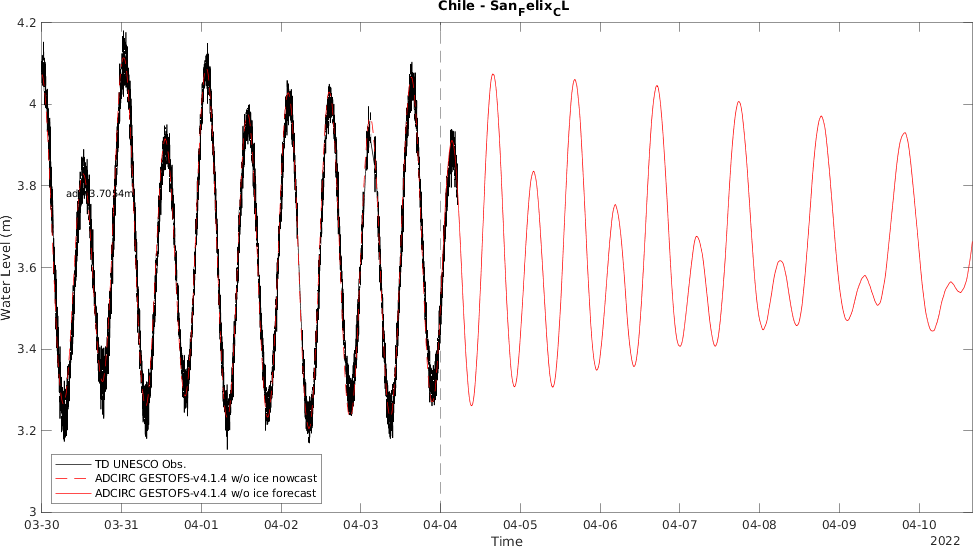 Chile - SanFelixCL
4.2
4
3.8
3.6
3.4
3.2
3
Water Level (m)
TD UNESCO Obs.
ADCIRC GESTOFS-v4.1.4 w/o ice nowcast
ADCIRC GESTOFS-v4.1.4 w/o ice forecast
03-30 03-31 04-01 04-02 04-03 04-04 04-05 04-06 04-07 04-08 04-09 04-10
Time
2022